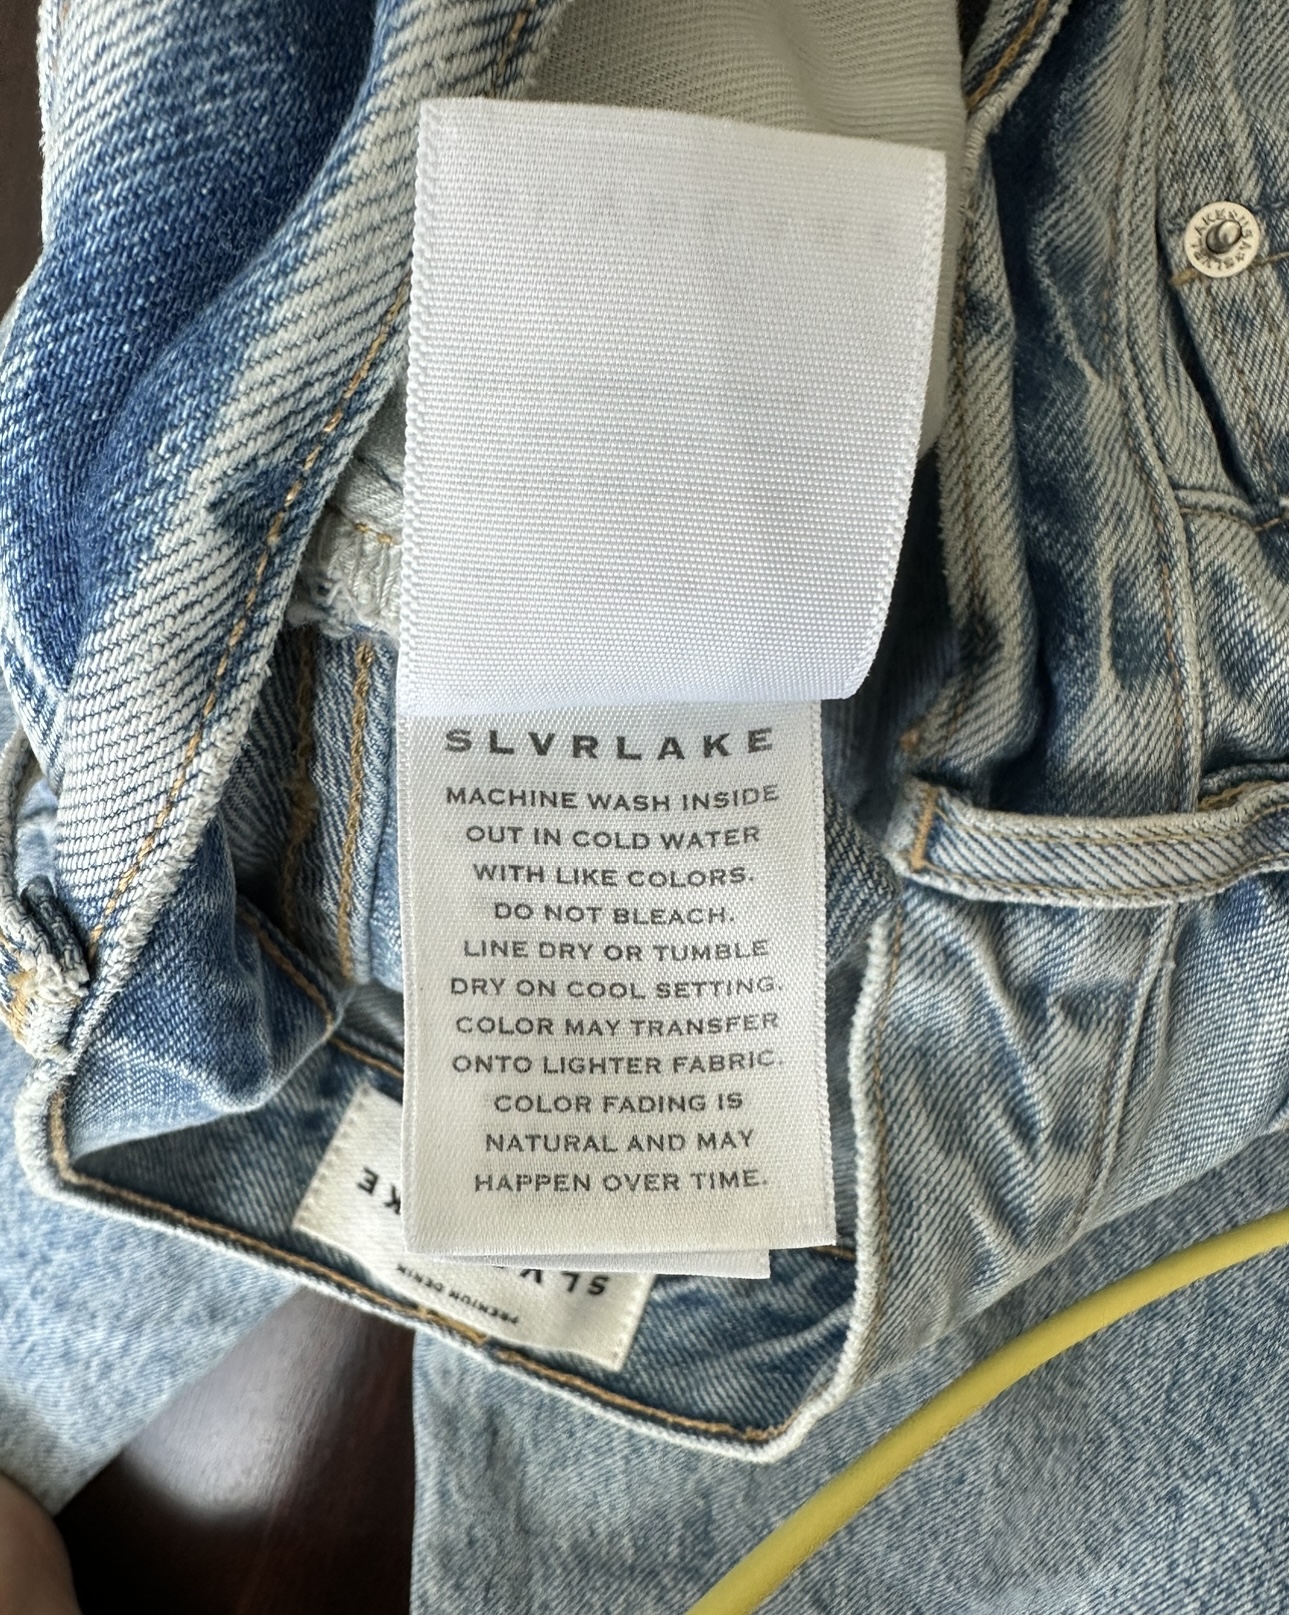 SLVRLAKE
MACHINE WASH INSIDE
OUT IN COLD WATER
WITH LIKE COLORS.
DO NOT BLEACH.
LINE DRY OR TUMBLE
DRY ON COOL SETTING.
COLOR MAY TRANSFER
ONTO LIGHTER FABRIC.
COLOR FADING IS
NATURAL AND MAY
HAPPEN OVER TIME.
PREMIUM DENIM